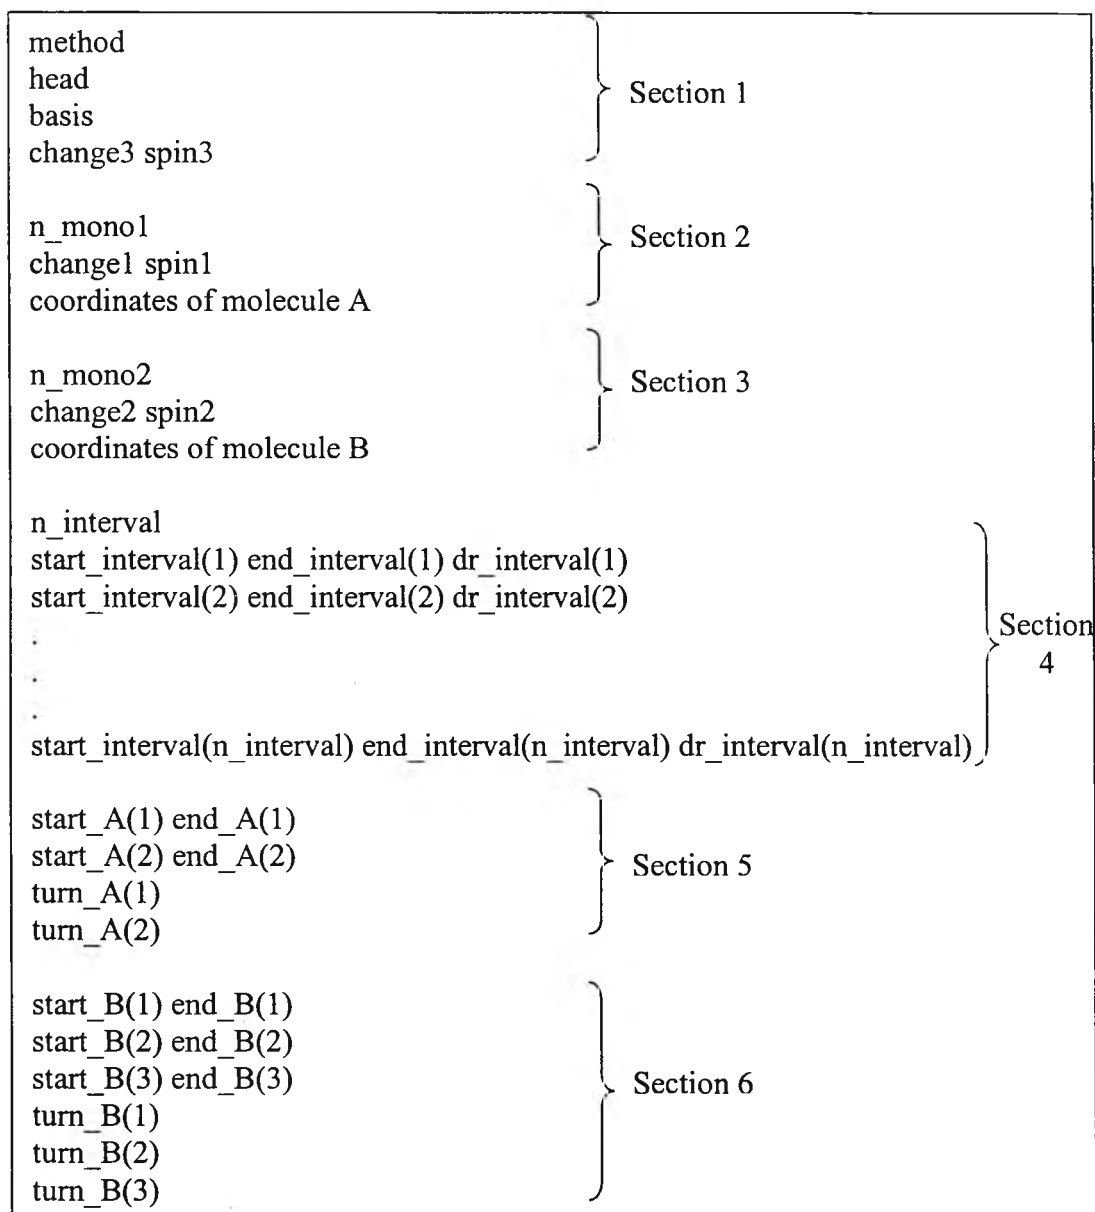 method
head
basis
change3 spin3
Section 1
n_mono1
change1 spin1
coordinates of molecule A
Section 2
n_mono2
change2 spin2
coordinates of molecule B
Section 3
n_interval
start_interval(1) end_interval(1) dr_interval(1)
start_interval(2) end_interval(2) dr_interval(2)
.
.
.
start_interval(n_interval) end_interval(n_interval) dr_interval(n_interval)
Section
4
start_A(1) end_A(1)
start_A(2) end_A(2)
turn_A(1)
turn_A(2)
Section 5
start_B(1) end_B(1)
start_B(2) end_B(2)
start_B(3) end_B(3)
turn_B(1)
turn_B(2)
turn_B(3)
Section 6